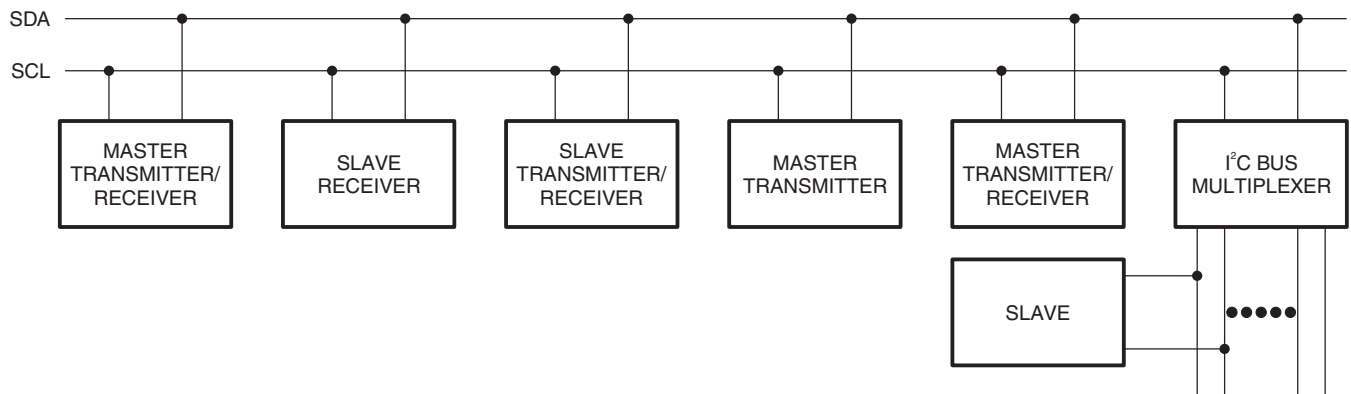 SDA
SCL
MASTER
TRANSMITTER/
RECEIVER
SLAVE
RECEIVER
SLAVE
TRANSMITTER/
RECEIVER
MASTER
TRANSMITTER
MASTER
TRANSMITTER/
RECEIVER
I²C BUS
MULTIPLEXER
SLAVE